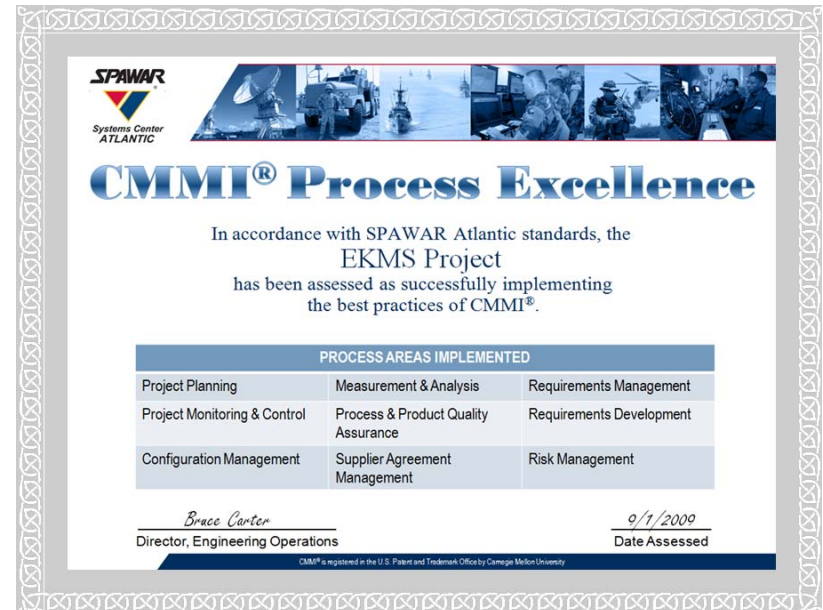 SPAWAR
Systems Center
ATLANTIC
CMMI® Process Excellence
In accordance with SPAWAR Atlantic standards, the
EKMS Project
has been assessed as successfully implementing
the best practices of CMMI®.
PROCESS AREAS IMPLEMENTED
Project Planning
Measurement & Analysis
Requirements Management
Project Monitoring & Control
Process & Product Quality
Assurance
Requirements Development
Configuration Management
Supplier Agreement
Management
Risk Management
Bruce Carter
9/1/2009
Director, Engineering Operations
Date Assessed
CMMI® is registered in the U.S. Patent and Trademark Office by Carnegie Mellon University